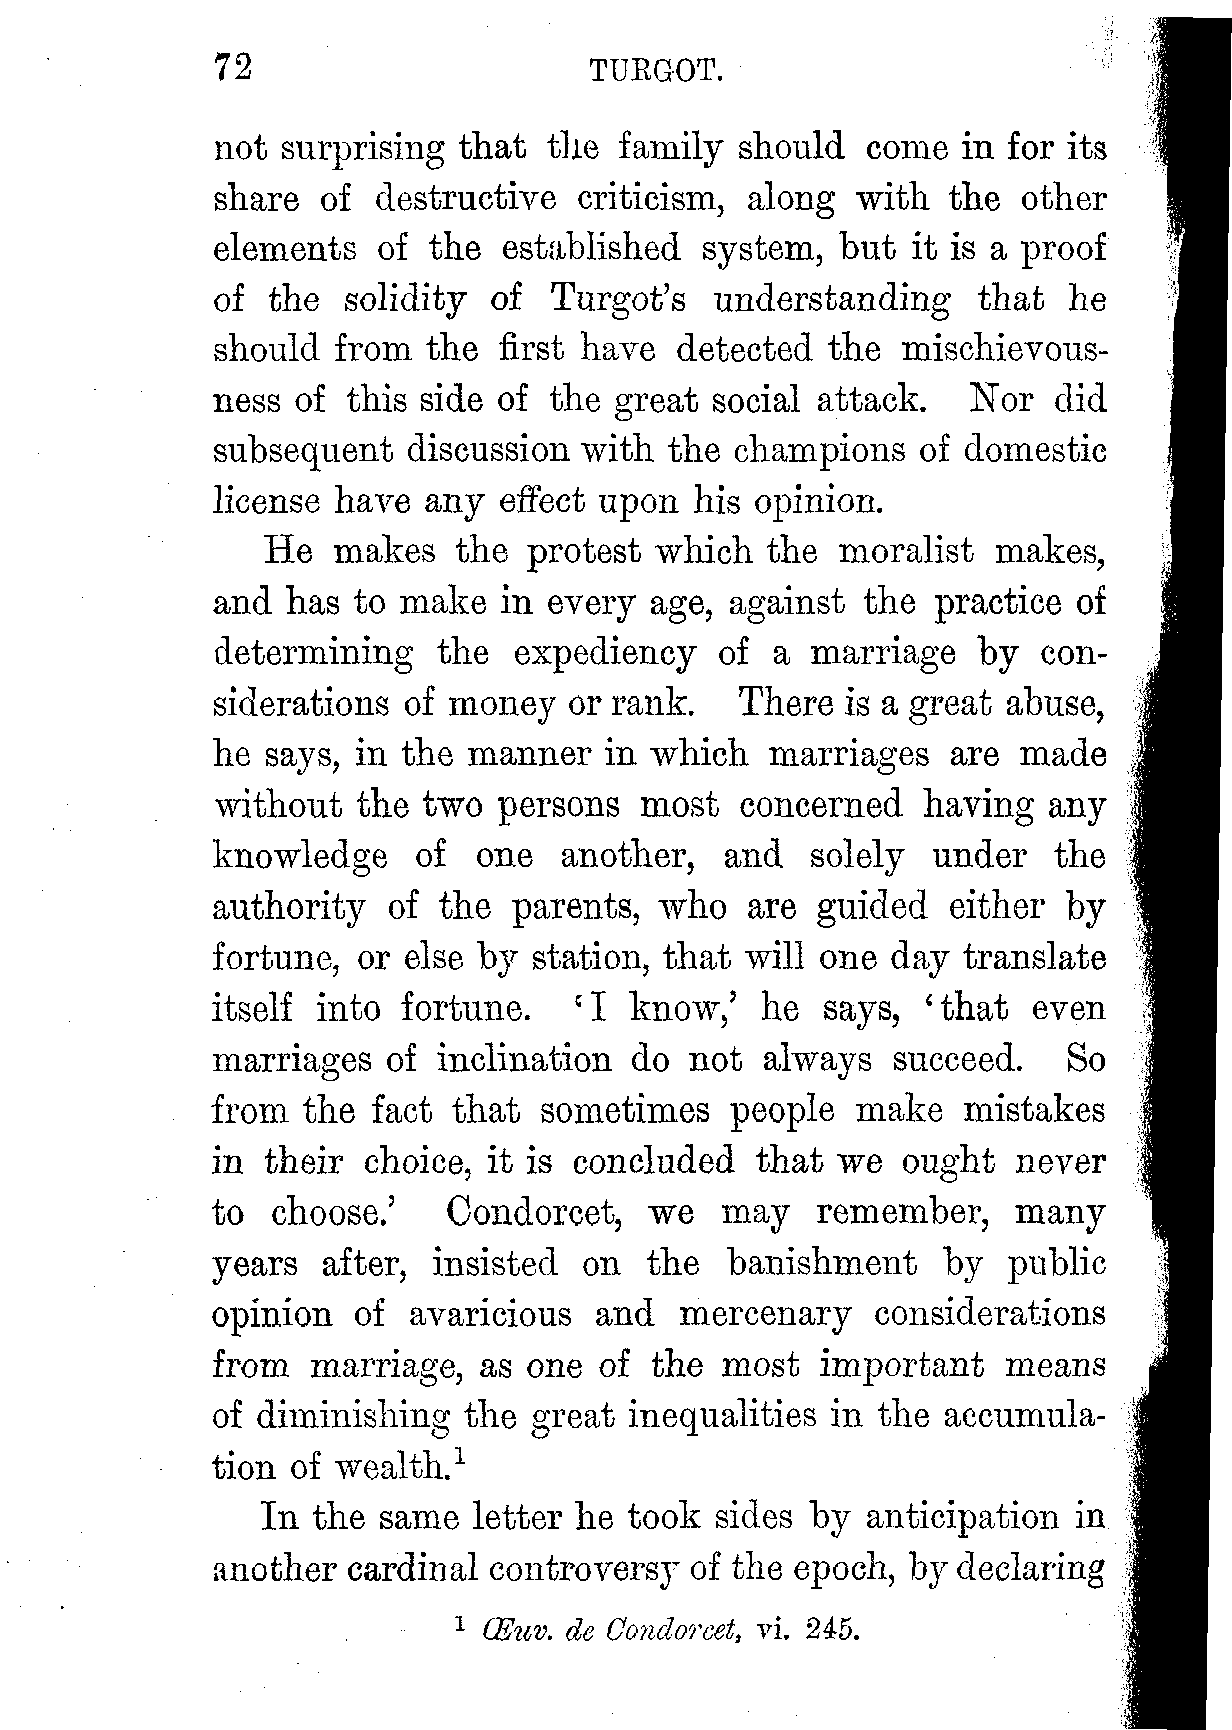 72 TURGOT.
not surprising that the family should come in for its
share of destructive criticism, along with the other
elements of the established system, but it is a proof
of the solidity of Turgot's understanding that he
should from the first have detected the mischievous-
ness of this side of the great social attack. Nor did
subsequent discussion with the champions of domestic
license have any effect upon his opinion.
He makes the protest which the moralist makes,
and has to make in every age, against the practice of
determining the expediency of a marriage by con-
siderations of money or rank. There is a great abuse,
he says, in the manner in which marriages are made
without the two persons most concerned having any
knowledge of one another, and solely under the
authority of the parents, who are guided either by
fortune, or else by station, that will one day translate
itself into fortune. 'I know,' he says, 'that even
marriages of inclination do not always succeed. So
from the fact that sometimes people make mistakes
in their choice, it is concluded that we ought never
to choose.' Condorcet, we may remember, many
years after, insisted on the banishment by public
opinion of avaricious and mercenary considerations
from marriage, as one of the most important means
of diminishing the great inequalities in the accumula-
tion of wealth.¹
In the same letter he took sides by anticipation in
another cardinal controversy of the epoch, by declaring
¹ Œuv. de Condorcet, vi. 245.